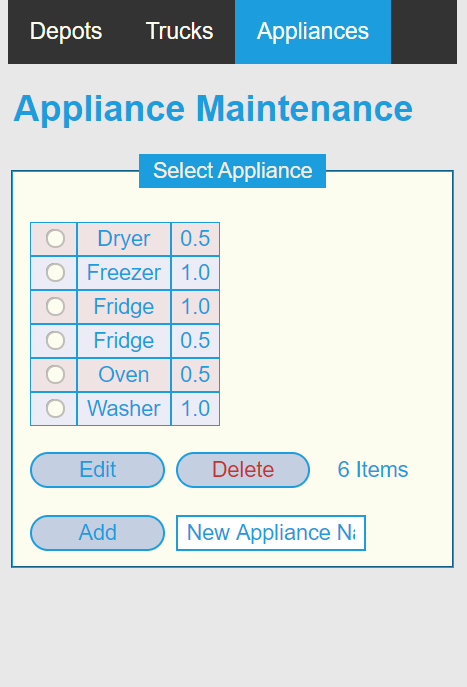 Depots Trucks Appliances
Appliance Maintenance
Select Appliance
Dryer 0.5
Freezer 1.0
Fridge 1.0
Fridge 0.5
Oven 0.5
Washer 1.0
Edit Delete 6 Items
Add New Appliance Na